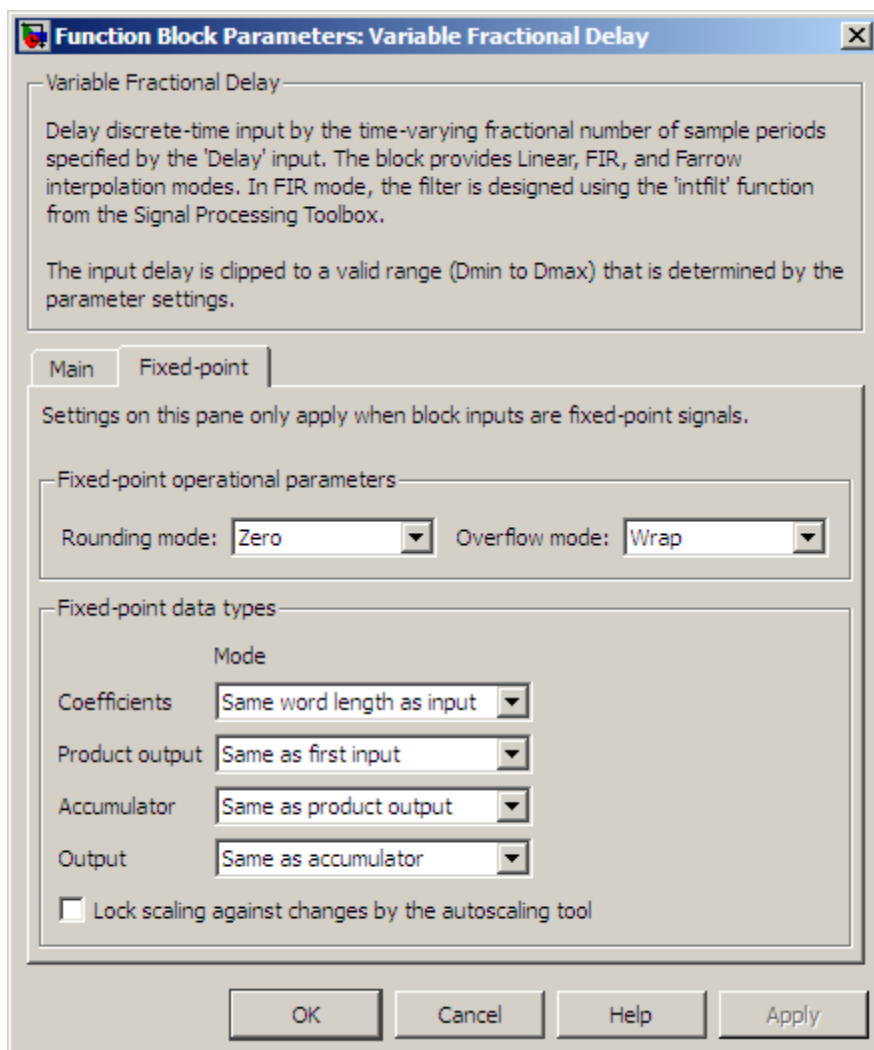 Function Block Parameters: Variable Fractional Delay
Variable Fractional Delay
Delay discrete-time input by the time-varying fractional number of sample periods
specified by the 'Delay' input. The block provides Linear, FIR, and Farrow
interpolation modes. In FIR mode, the filter is designed using the 'intfilt' function
from the Signal Processing Toolbox.
The input delay is clipped to a valid range (Dmin to Dmax) that is determined by the
parameter settings.
Main Fixed-point
Settings on this pane only apply when block inputs are fixed-point signals.
Fixed-point operational parameters
Rounding mode: Zero Overflow mode: Wrap
Fixed-point data types
Mode
Coefficients Same word length as input
Product output Same as first input
Accumulator Same as product output
Output Same as accumulator
Lock scaling against changes by the autoscaling tool
OK Cancel Help Apply